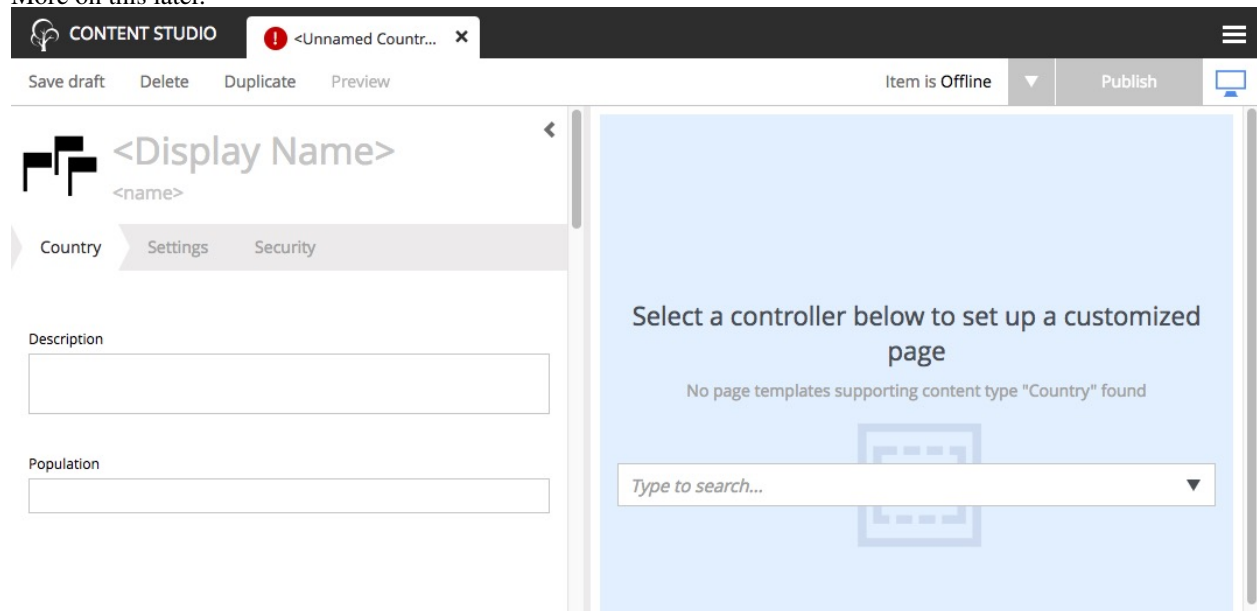 More on this later.
CONTENT STUDIO
<Unnamed Countr...
Save draft Delete Duplicate Preview Item is Offline Publish
<Display Name>
<name>
Country Settings Security
Description
Population
Select a controller below to set up a customized
page
No page templates supporting content type "Country" found
Type to search...